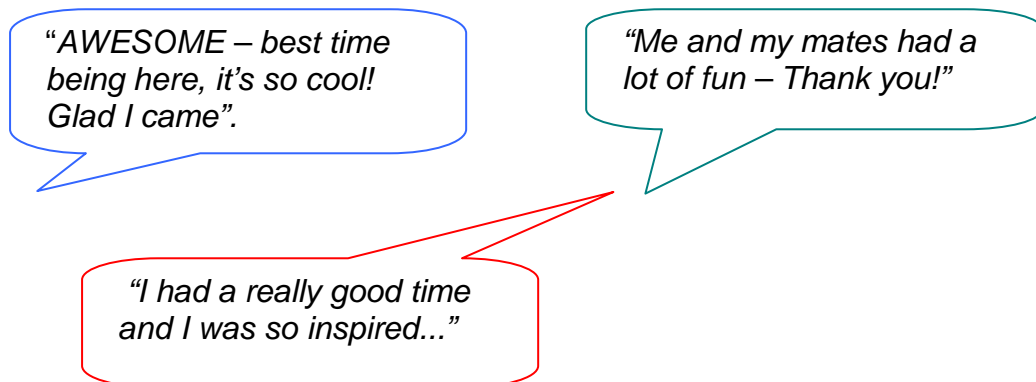 “AWESOME – best time
being here, it’s so cool!
Glad I came”.
“Me and my mates had a
lot of fun – Thank you!”
“I had a really good time
and I was so inspired...”